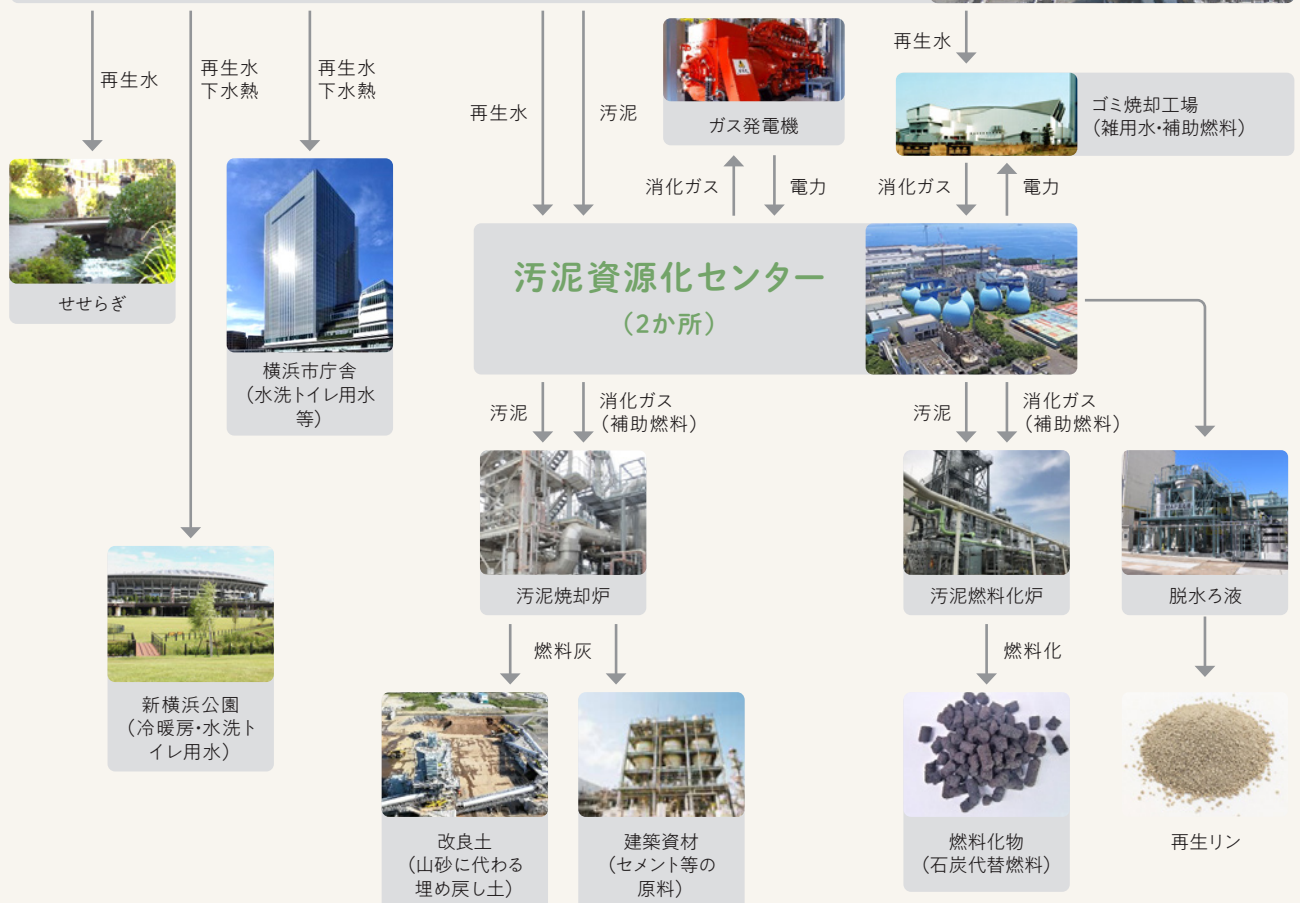 再生水
再生水
下水熱
再生水
下水熱
再生水
汚泥
ガス発電機
再生水
ゴミ焼却工場
（雑用水・補助燃料）
消化ガス
電力
消化ガス
電力
せせらぎ
横浜市庁舎
（水洗トイレ用水
等）
汚泥資源化センター
（2か所）
汚泥
消化ガス
（補助燃料）
汚泥
消化ガス
（補助燃料）
汚泥焼却炉
汚泥燃料化炉
脱水ろ液
新横浜公園
（冷暖房・水洗ト
イレ用水）
燃料灰
燃料化
改良土
（山砂に代わる
埋め戻し土）
建築資材
（セメント等の
原料）
燃料化物
（石炭代替燃料）
再生リン